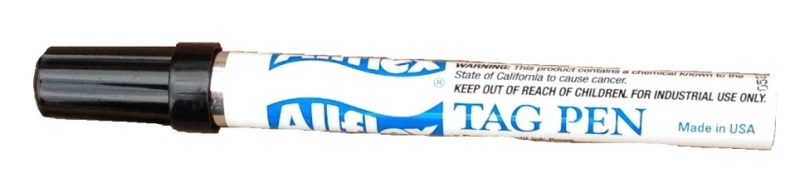 Allflex
WARNING: This product contains a chemical known to the
State of California to cause cancer.
KEEP OUT OF REACH OF CHILDREN. FOR INDUSTRIAL USE ONLY.
®
Allflex
TAG PEN
Made in USA